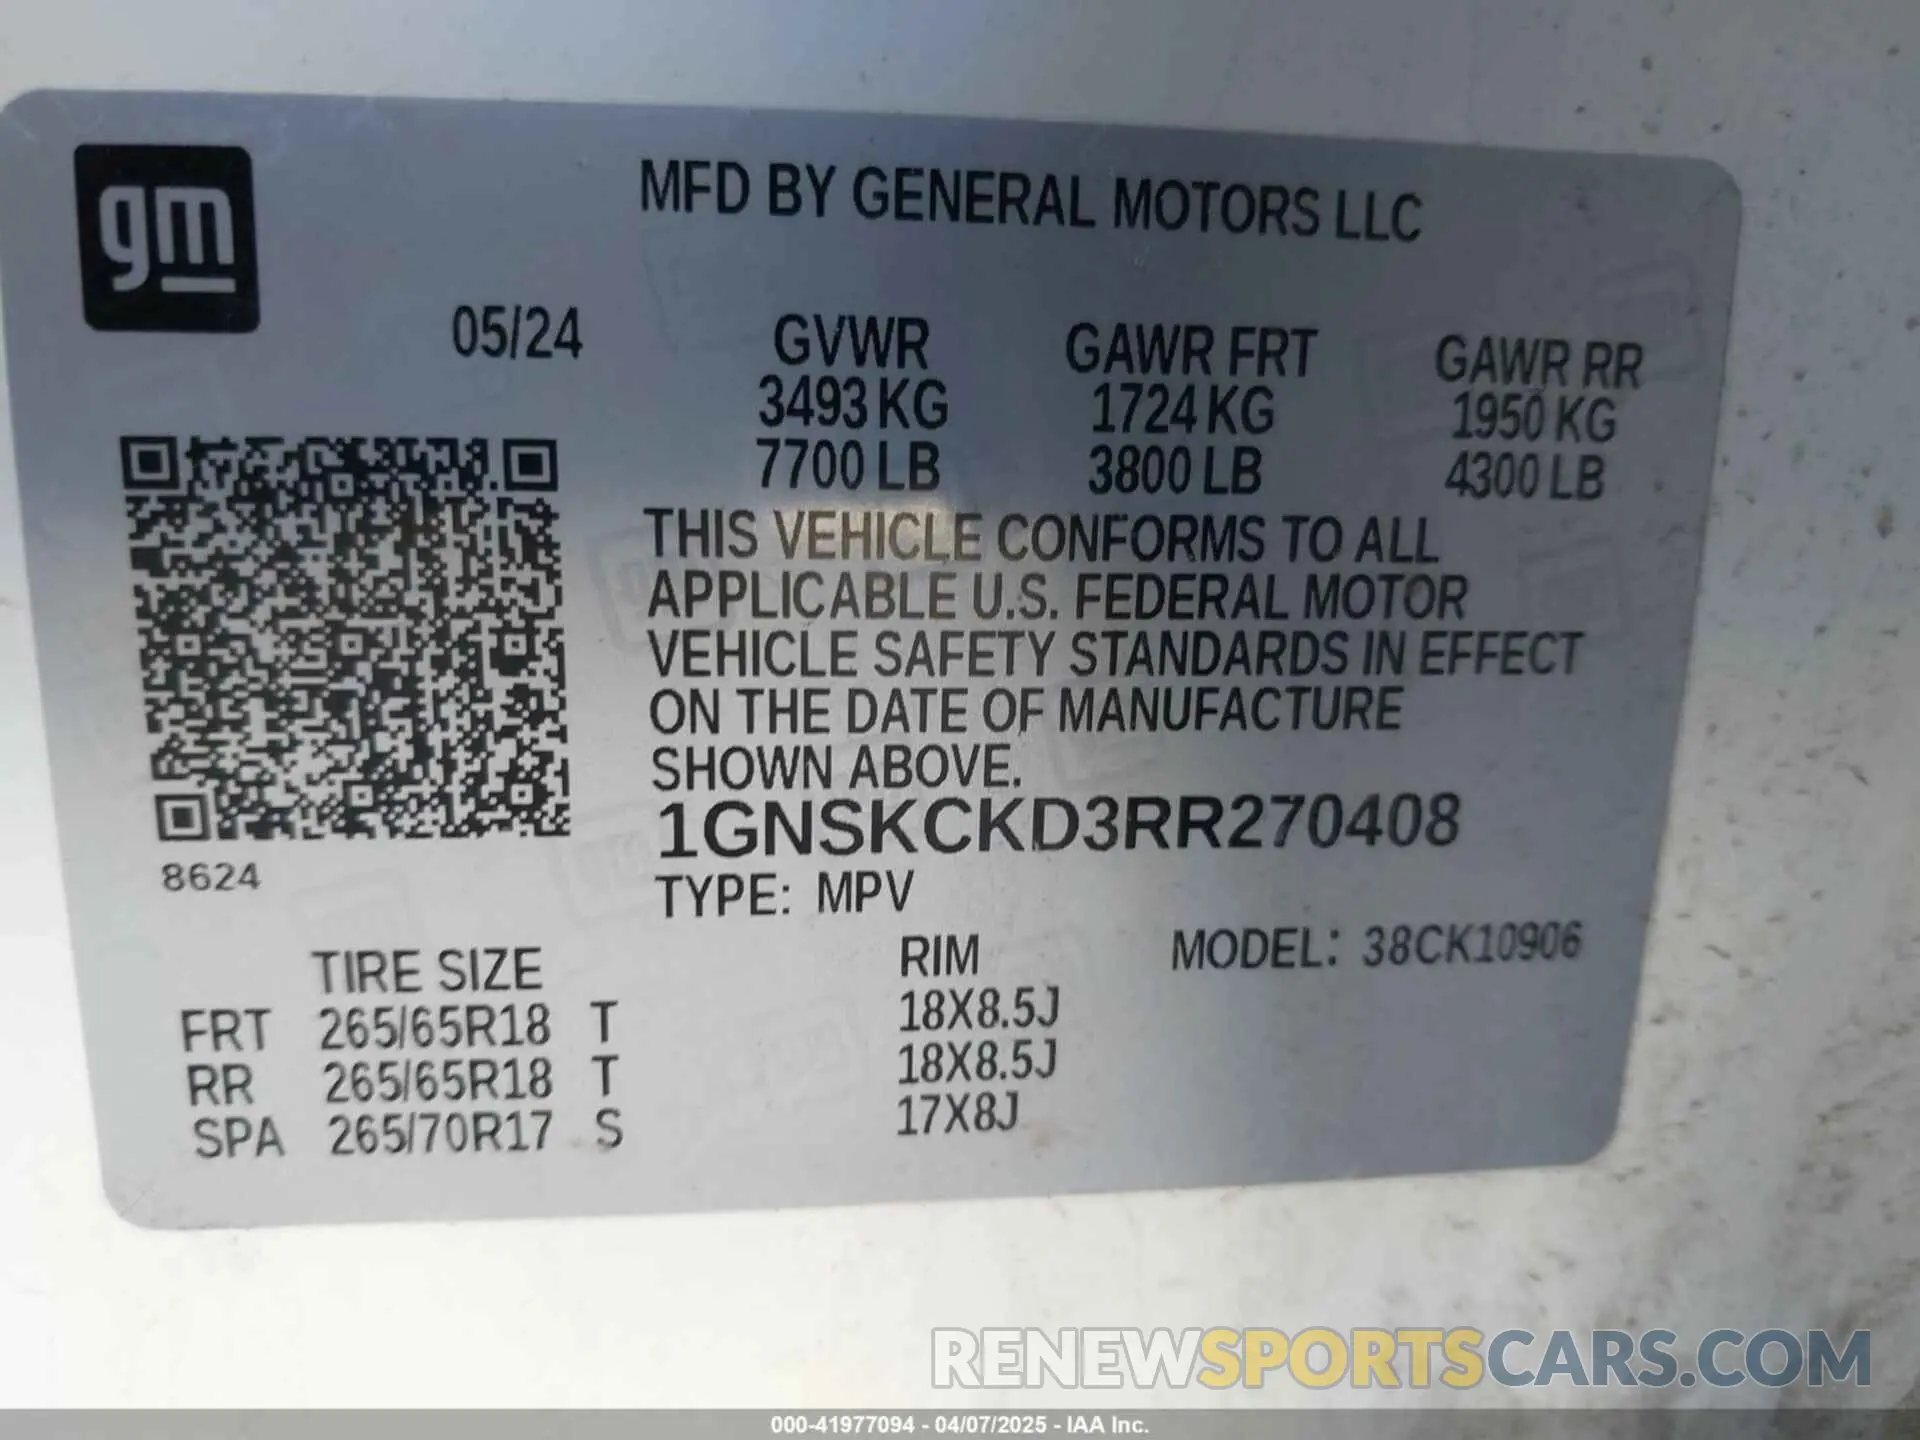 gm
MFD BY GENERAL MOTORS LLC
05/24 GVWR GAWR FRT GAWR RR
3493 KG 1724 KG 1950 KG
7700 LB 3800 LB 4300 LB
THIS VEHICLE CONFORMS TO ALL
APPLICABLE U.S. FEDERAL MOTOR
VEHICLE SAFETY STANDARDS IN EFFECT
ON THE DATE OF MANUFACTURE
SHOWN ABOVE.
1GNSKCKD3RR270408
8624
TYPE: MPV
TIRE SIZE RIM MODEL: 38CK10906
FRT 265/65R18 T 18X8.5J
RR 265/65R18 T 18X8.5J
SPA 265/70R17 S 17X8J
RENEWSPORTSCARS.COM
000-41977094 - 04/07/2025 - IAA Inc.